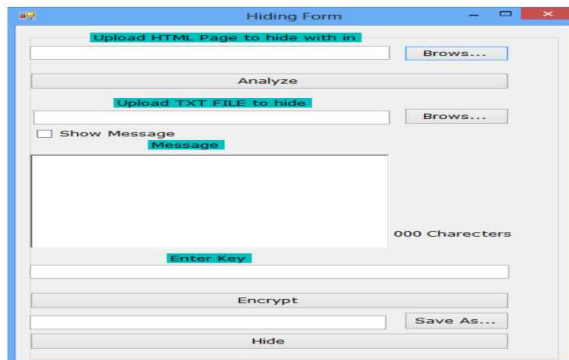 Hiding Form
Upload HTML Page to hide with in
Brows...
Analyze
Upload TXT FILE to hide
Brows...
Show Message
Message
000 Charecters
Enter Key
Encrypt
Save As...
Hide